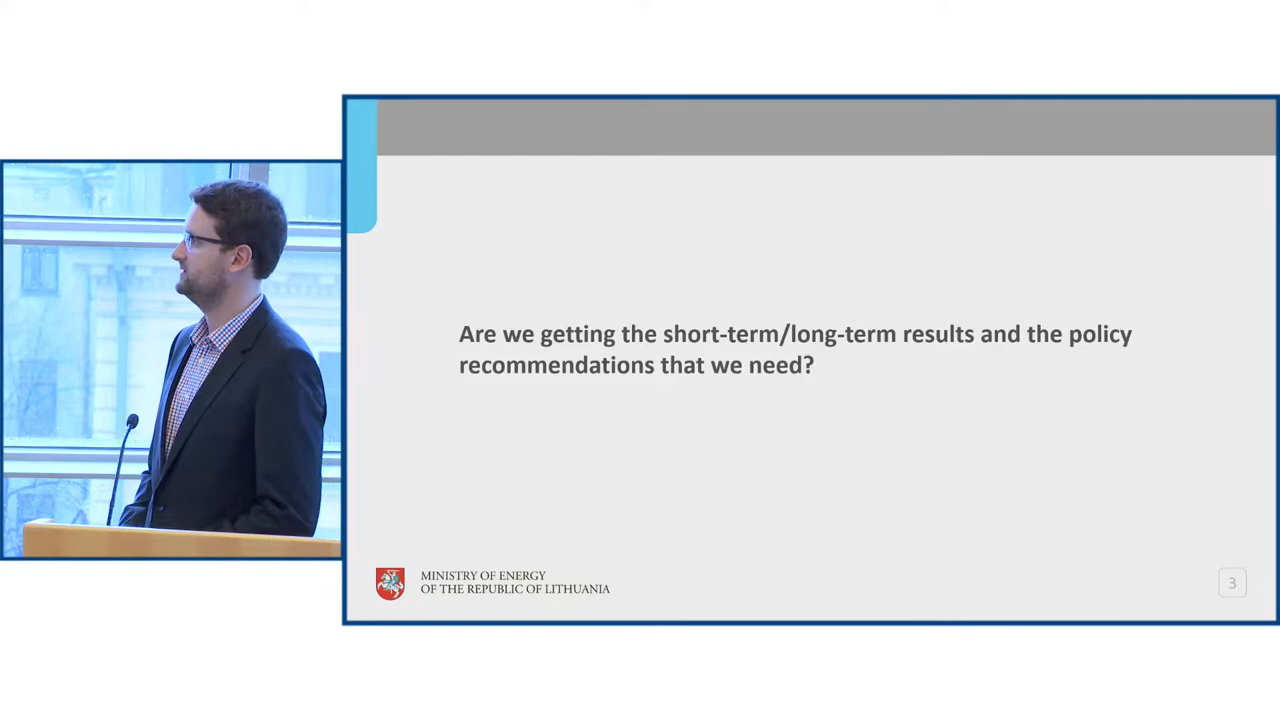 Are we getting the short-term/long-term results and the policy
recommendations that we need?
MINISTRY OF ENERGY
OF THE REPUBLIC OF LITHUANIA
3